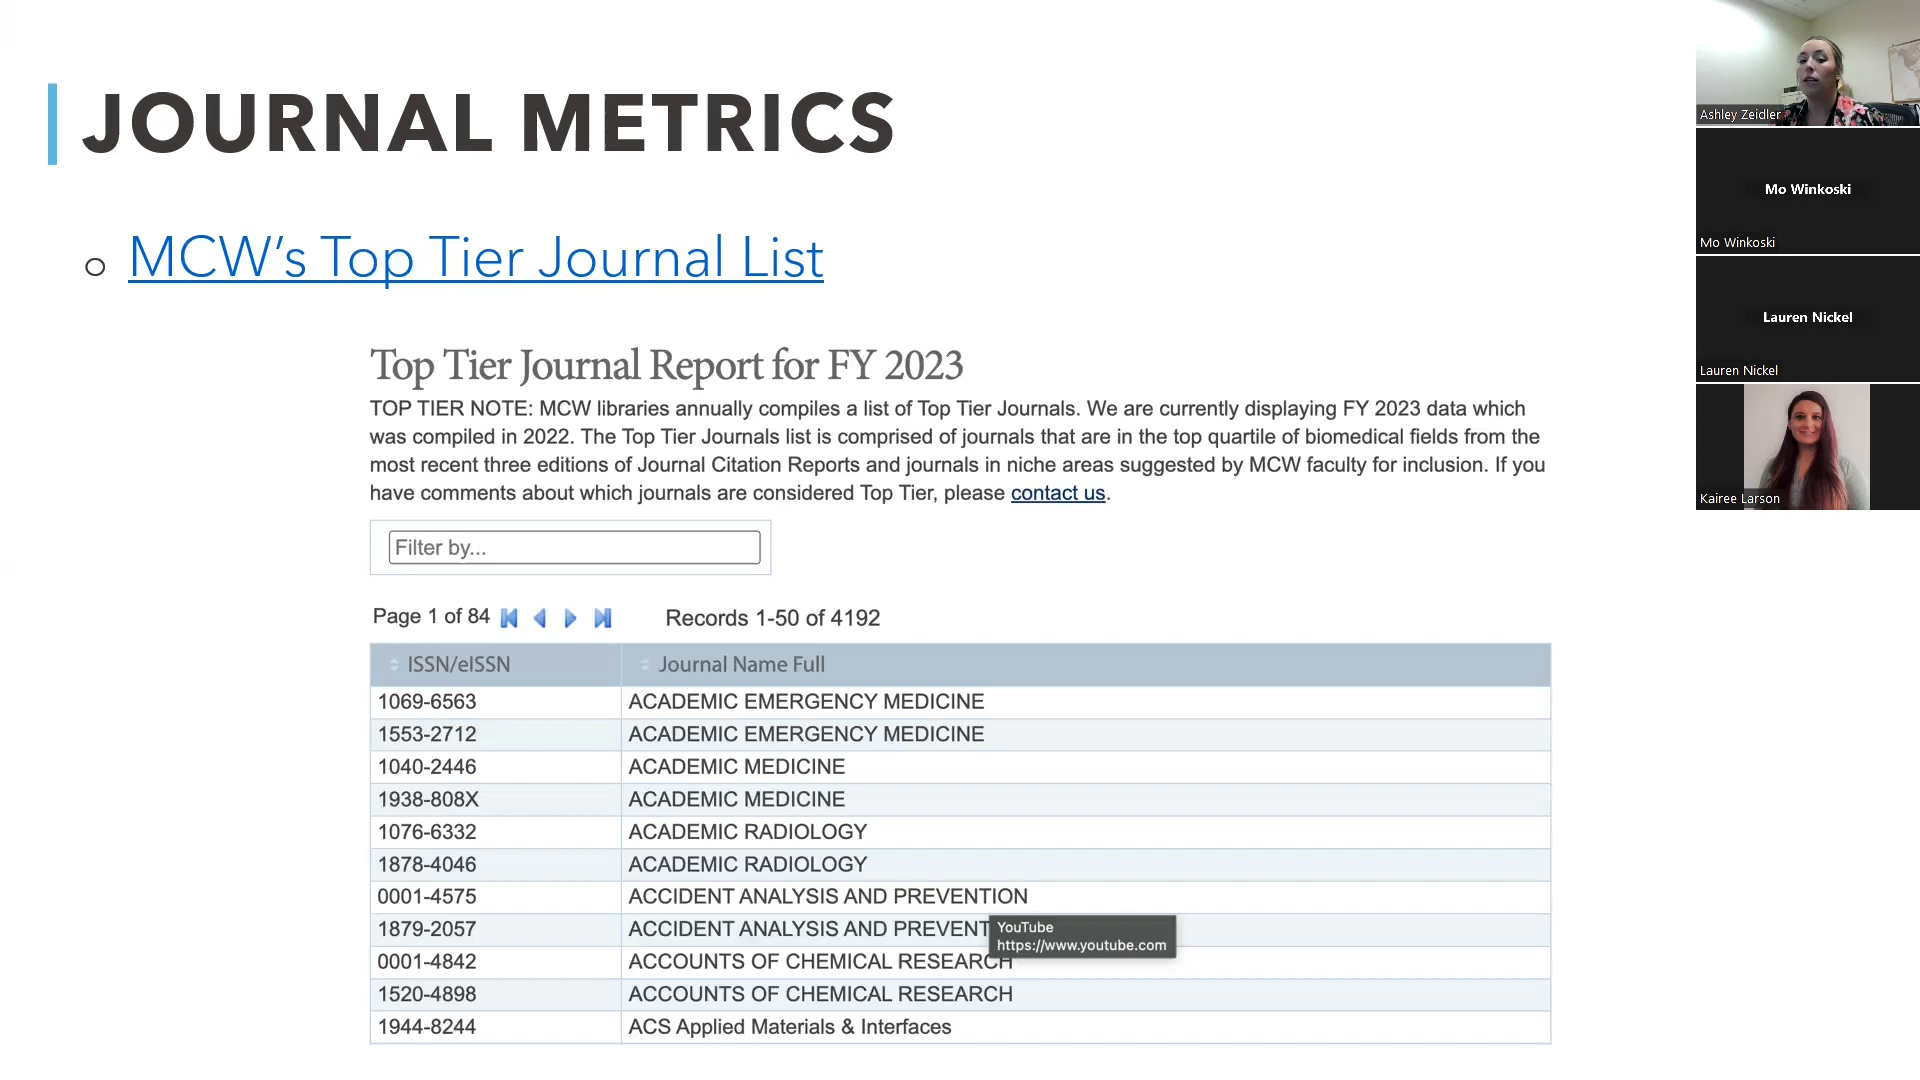 JOURNAL METRICS
MCW’s Top Tier Journal List
Top Tier Journal Report for FY 2023
TOP TIER NOTE: MCW libraries annually compiles a list of Top Tier Journals. We are currently displaying FY 2023 data which
was compiled in 2022. The Top Tier Journals list is comprised of journals that are in the top quartile of biomedical fields from the
most recent three editions of Journal Citation Reports and journals in niche areas suggested by MCW faculty for inclusion. If you
have comments about which journals are considered Top Tier, please contact us.
Filter by...
Page 1 of 84 Records 1-50 of 4192
ISSN/eISSN Journal Name Full
1069-6563 ACADEMIC EMERGENCY MEDICINE
1553-2712 ACADEMIC EMERGENCY MEDICINE
1040-2446 ACADEMIC MEDICINE
1938-808X ACADEMIC MEDICINE
1076-6332 ACADEMIC RADIOLOGY
1878-4046 ACADEMIC RADIOLOGY
0001-4575 ACCIDENT ANALYSIS AND PREVENTION
1879-2057 ACCIDENT ANALYSIS AND PREVENT
YouTube
https://www.youtube.com
0001-4842 ACCOUNTS OF CHEMICAL RESEARCH
1520-4898 ACCOUNTS OF CHEMICAL RESEARCH
1944-8244 ACS Applied Materials & Interfaces
Ashley Zeidler
Mo Winkoski
Mo Winkoski
Lauren Nickel
Lauren Nickel
Kairee Larson